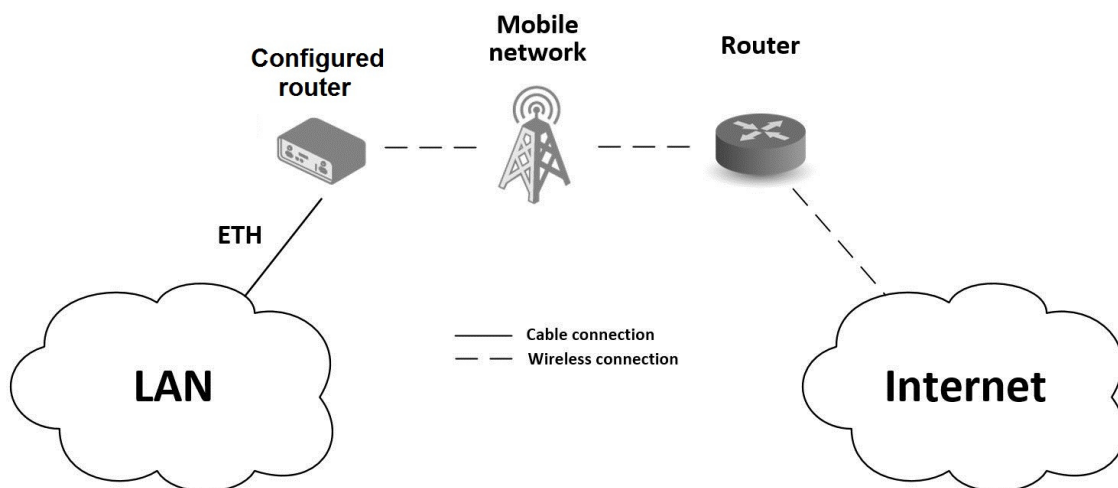 Mobile
network
Configured
router
Router
ETH
Cable connection
Wireless connection
LAN
Internet